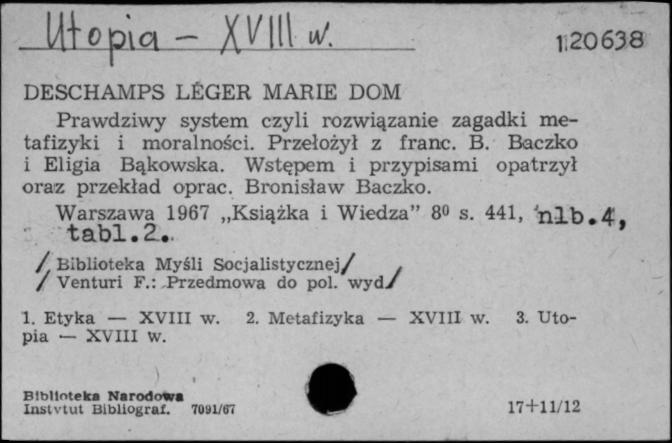 Utopia – XVIII w.
120638
DESCHAMPS LÉGER MARIE DOM
Prawdziwy system czyli rozwiązanie zagadki me-
tafizyki i moralności. Przełożył z franc. B. Baczko
i Eligia Bąkowska. Wstępem i przypisami opatrzył
oraz przekład oprac. Bronisław Baczko.
Warszawa 1967 „Książka i Wiedza” 8⁰ s. 441, nlb.4,
tabl.2.
/ Biblioteka Myśli Socjalistycznej/
/ Venturi F.: Przedmowa do pol. wyd/
1. Etyka — XVIII w. 2. Metafizyka — XVIII w. 3. Uto-
pia — XVIII w.
Biblioteka Narodowa
Instytut Bibliograf. 7091/67
17+11/12